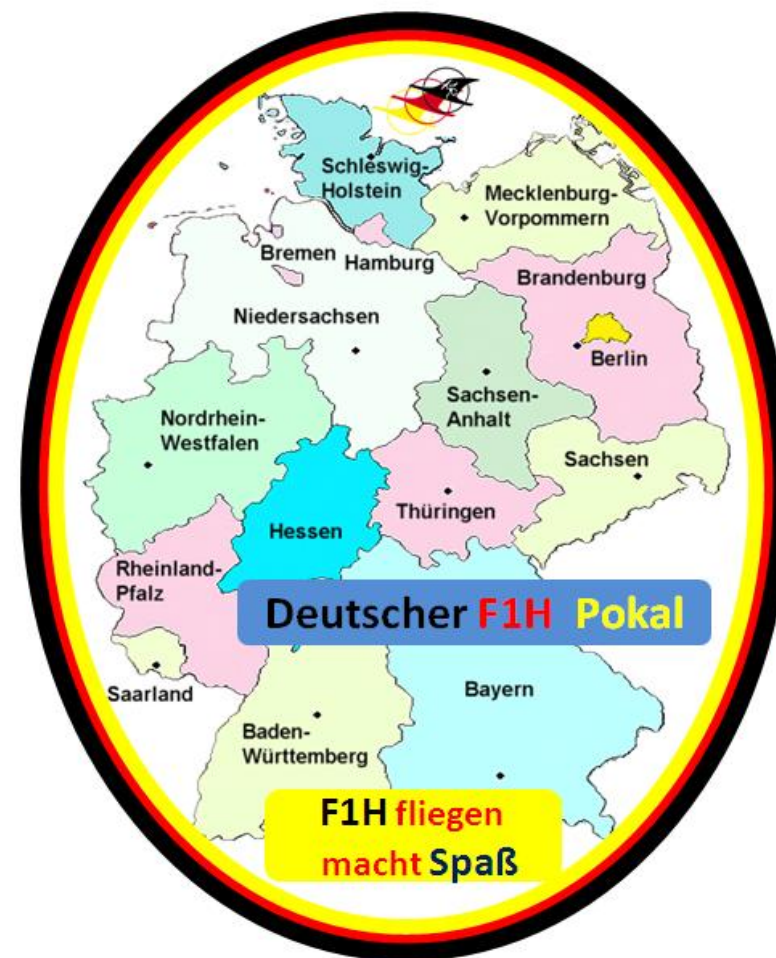 Schleswig-
Holstein
Mecklenburg-
Vorpommern
Bremen
Hamburg
Brandenburg
Niedersachsen
Berlin
Sachsen-
Anhalt
Nordrhein-
Westfalen
Sachsen
Hessen
Thüringen
Rheinland-
Pfalz
Deutscher F1H Pokal
Saarland
Bayern
Baden-
Württemberg
F1H fliegen
macht Spaß